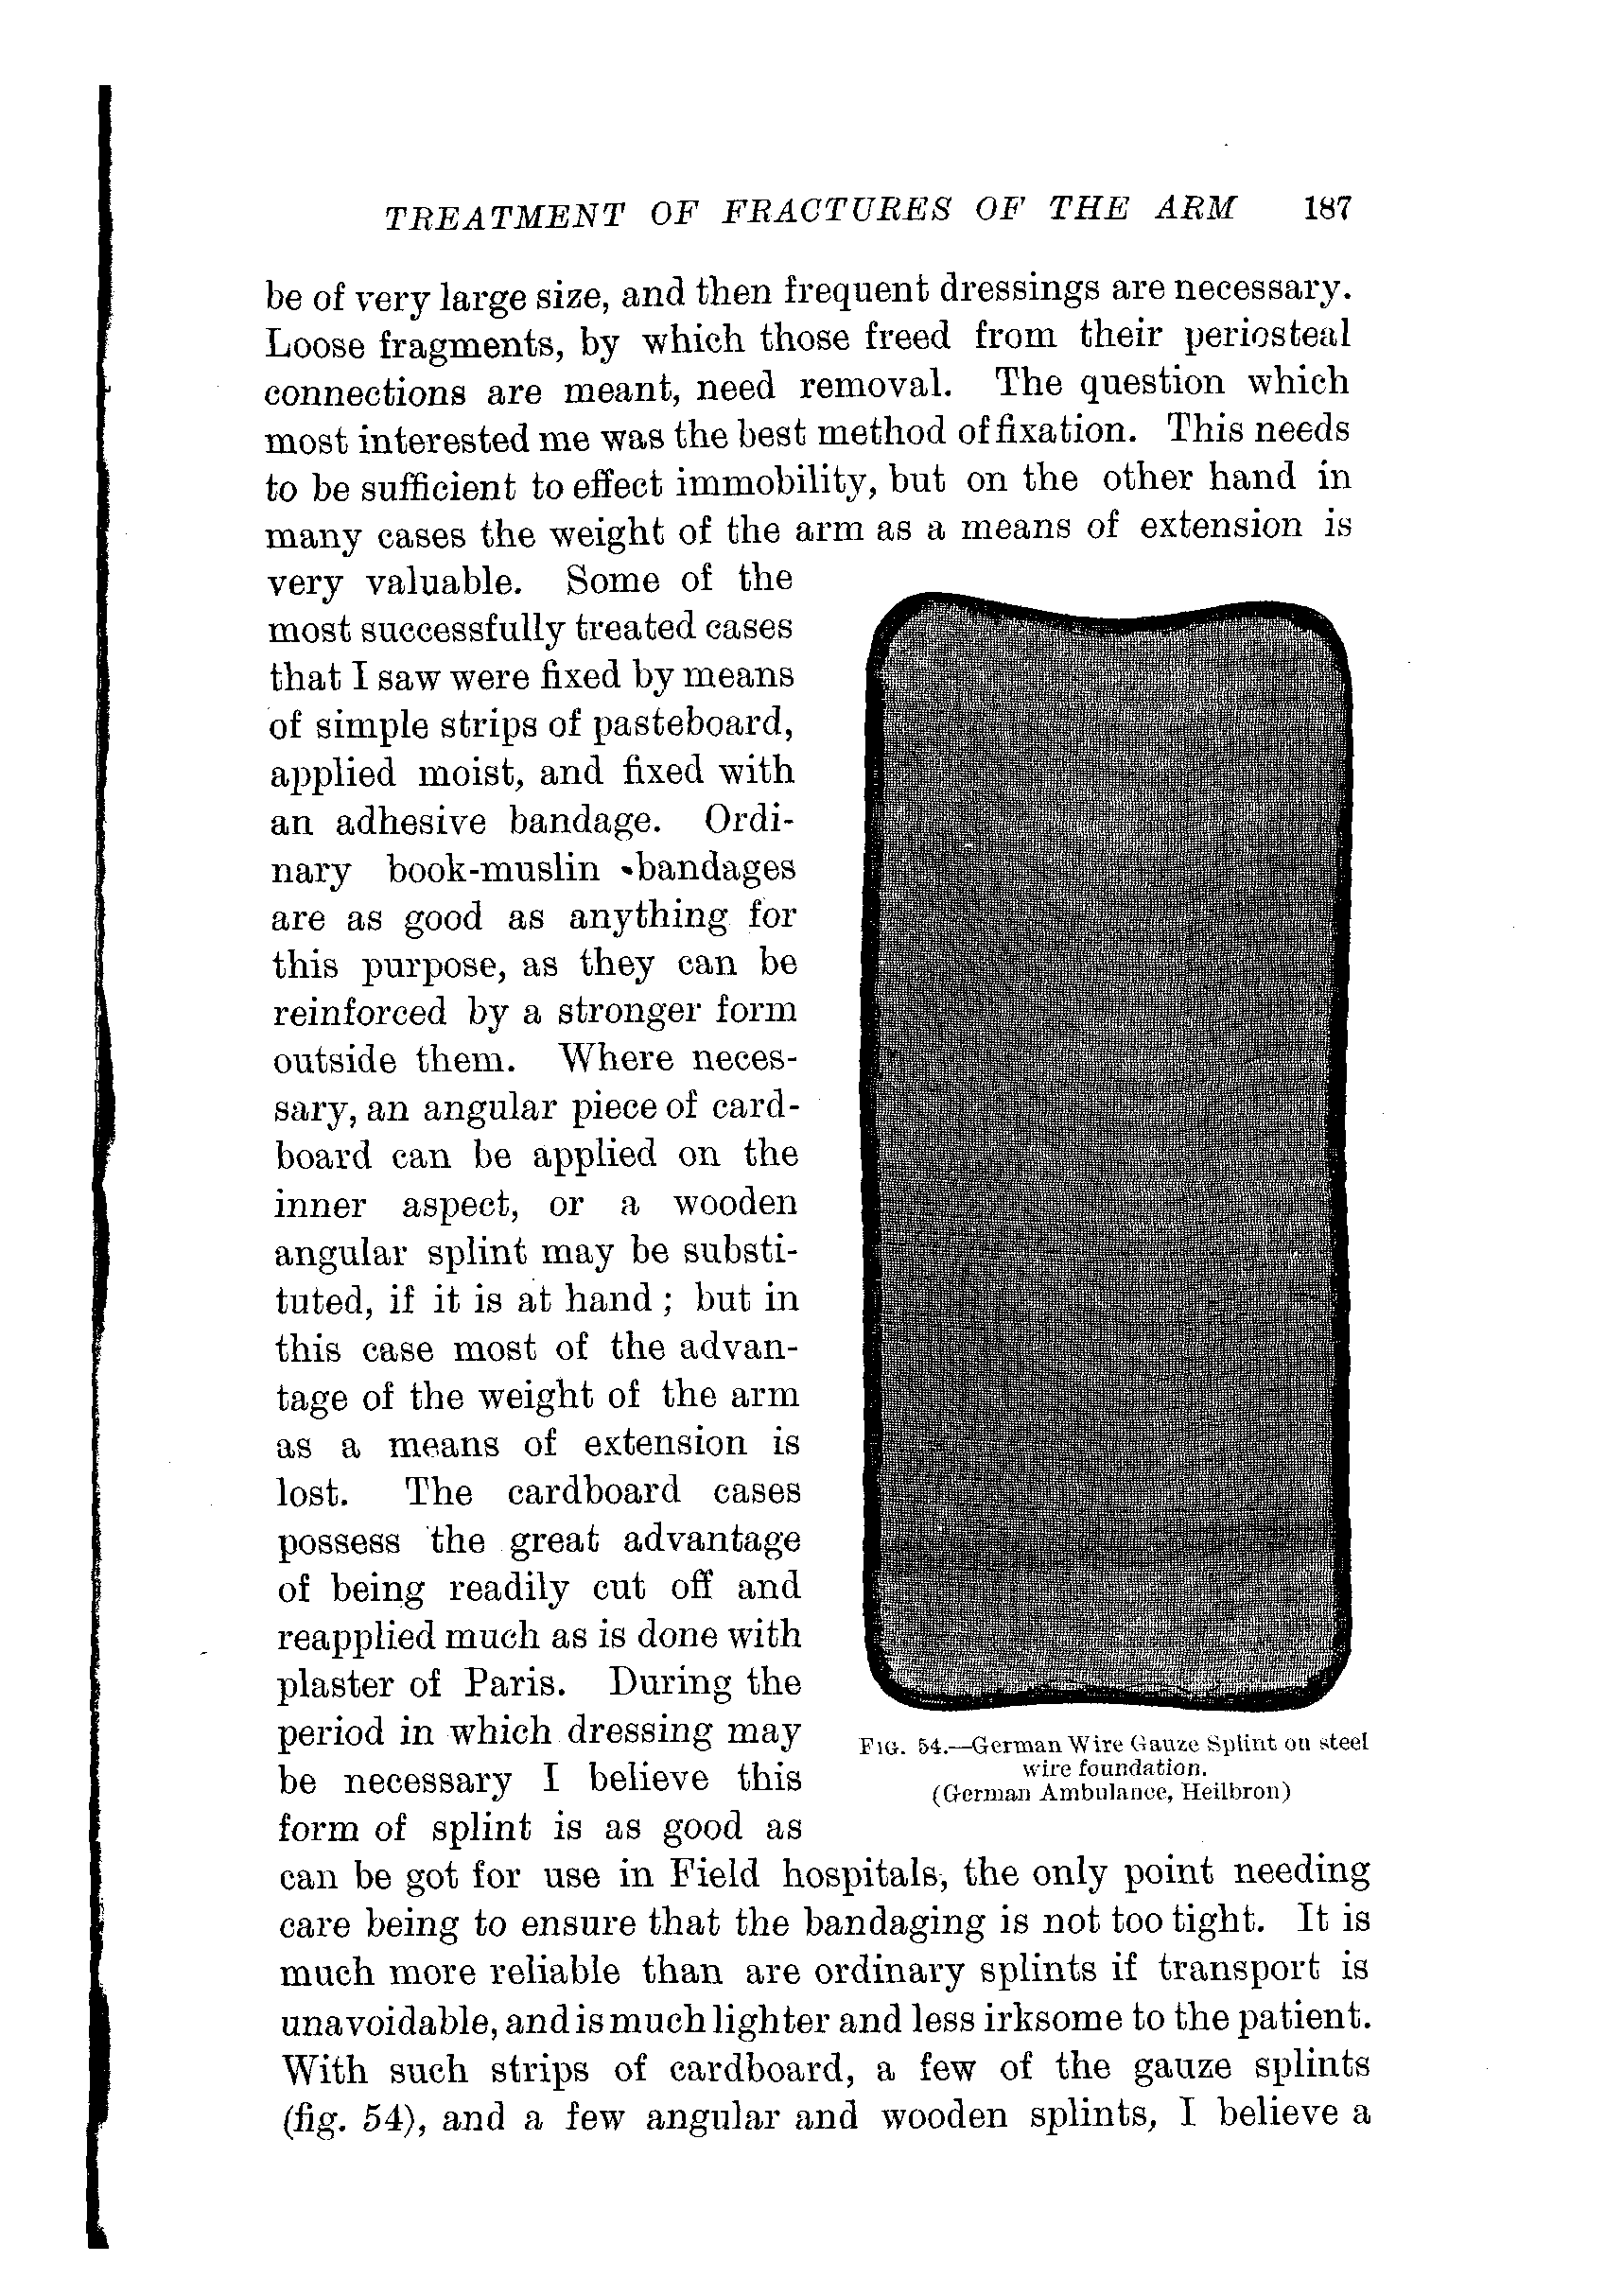 TREATMENT OF FRACTURES OF THE ARM 187
be of very large size, and then frequent dressings are necessary.
Loose fragments, by which those freed from their periosteal
connections are meant, need removal. The question which
most interested me was the best method of fixation. This needs
to be sufficient to effect immobility, but on the other hand in
many cases the weight of the arm as a means of extension is
very valuable. Some of the
most successfully treated cases
that I saw were fixed by means
of simple strips of pasteboard,
applied moist, and fixed with
an adhesive bandage. Ordi-
nary book-muslin bandages
are as good as anything for
this purpose, as they can be
reinforced by a stronger form
outside them. Where neces-
sary, an angular piece of card-
board can be applied on the
inner aspect, or a wooden
angular splint may be substi-
tuted, if it is at hand ; but in
this case most of the advan-
tage of the weight of the arm
as a means of extension is
lost. The cardboard cases
possess the great advantage
of being readily cut off and
reapplied much as is done with
plaster of Paris. During the
period in which dressing may
be necessary I believe this
form of splint is as good as
FIG. 54.—German Wire Gauze Splint on steel
wire foundation.
(German Ambulance, Heilbron)
can be got for use in Field hospitals, the only point needing
care being to ensure that the bandaging is not too tight. It is
much more reliable than are ordinary splints if transport is
unavoidable, and is much lighter and less irksome to the patient.
With such strips of cardboard, a few of the gauze splints
(fig. 54), and a few angular and wooden splints, I believe a